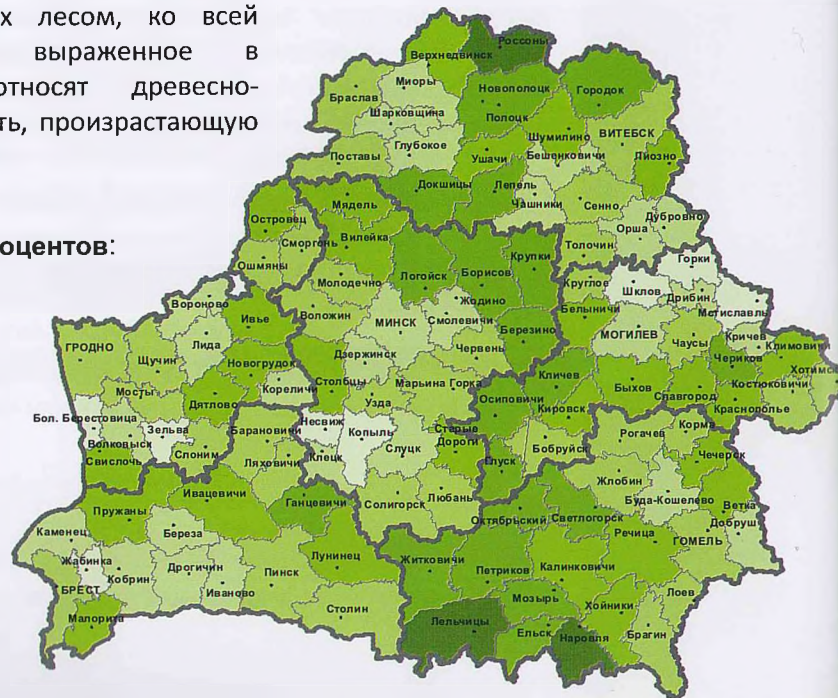 х лесом, ко всей
выраженное в
относят древесно-
ть, произрастающую
оцентов:
Россоны
Верхнедвинск
Миоры
Браслав
Новополоцк
Городок
Шарковщина
Полоцк
Шумилино
ВИТЕБСК
Глубокое
Поставы
Ушачи
Бешенковичи
Лиозно
Докшицы
Лепель
Чашники
Сенно
Мядель
Островец
Дубровно
Орша
Вилейка
Сморгонь
Толочин
Ошмяны
Крупки
Горки
Логойск
Борисов
Молодечно
Круглое
Шклов
Дрибин
Жодино
Мстиславль
Вороново
Воложин
Смолевичи
Белыничи
Ивье
МИНСК
Березино
МОГИЛЕВ
Кричев
ГРОДНО
Лида
Червень
Чаусы
Климовичи
Щучин
Дзержинск
Чериков
Новогрудок
Хотимск
Столбцы
Марьина Горка
Кличев
Кореличи
Быхов
Костюковичи
Мосты
Узда
Осиповичи
Славгород
Дятлово
Кировск
Краснополье
Бол. Берестовица
Несвиж
Зельва
Барановичи
Копыль
Старые
Дороги
Рогачев
Корма
Волковыск
Слуцк
Бобруйск
Слоним
Клецк
Чечерск
Свислочь
Ляховичи
Глуск
Жлобин
Ивацевичи
Любань
Буда-Кошелево
Ганцевичи
Солигорск
Ветка
Пружаны
Октябрьский
Светлогорск
Добруш
Каменец
Береза
Речица
ГОМЕЛЬ
Лунинец
Житковичи
Жабинка
Дрогичин
Петриков
Калинковичи
Кобрин
Пинск
БРЕСТ
Иваново
Лоев
Мозырь
Хойники
Столин
Малорита
Лельчицы
Ельск
Наровля
Брагин